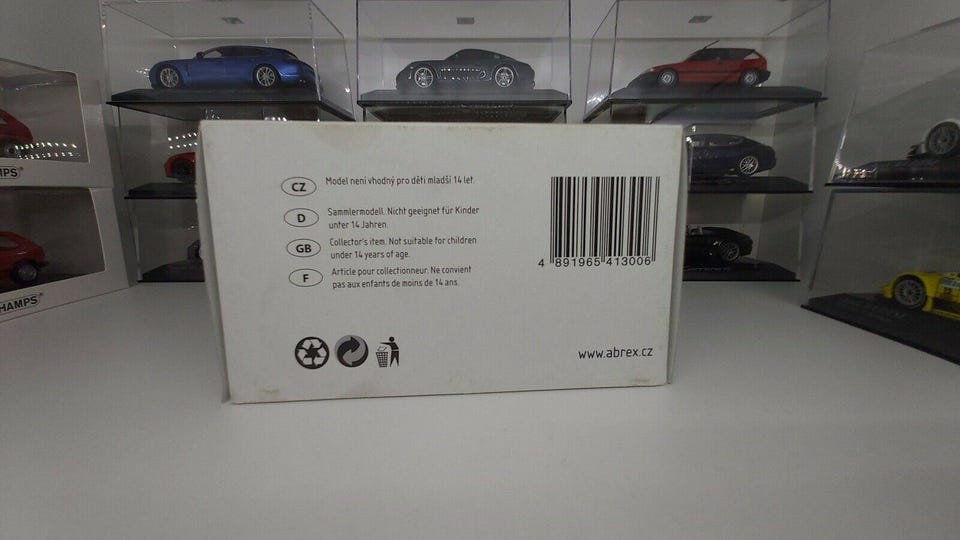 CZ
Model není vhodný pro děti mladší 14 let.
D
Sammlermodell. Nicht geeignet für Kinder
unter 14 Jahren.
GB
Collector's item. Not suitable for children
under 14 years of age.
F
Article pour collectionneur. Ne convient
pas aux enfants de moins de 14 ans.
4 891965 413006
www.abrex.cz
MPS®
HAMPS®